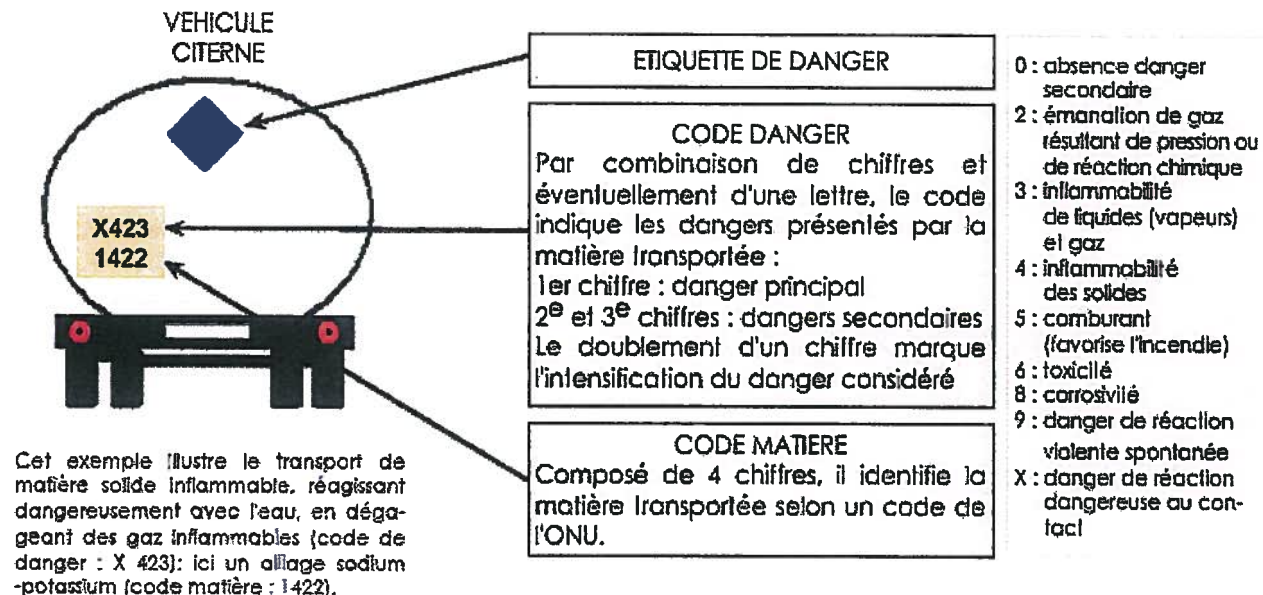 VEHICULE
CITERNE
X423
1422
Cet exemple illustre le transport de
matière solide inflammable, réagissant
dangereusement avec l'eau, en déga-
geant des gaz inflammables (code de
danger : X 423): ici un alliage sodium
-potassium (code matière : 1422).
ETIQUETTE DE DANGER
CODE DANGER
Par combinaison de chiffres et
éventuellement d'une lettre, le code
indique les dangers présentés par la
matière transportée :
1er chiffre : danger principal
2e et 3e chiffres : dangers secondaires
Le doublement d'un chiffre marque
l'intensification du danger considéré
CODE MATIERE
Composé de 4 chiffres, il identifie la
matière transportée selon un code de
l'ONU.
0 : absence danger
secondaire
2 : émanation de gaz
résultant de pression ou
de réaction chimique
3 : inflammabilité
de liquides (vapeurs)
et gaz
4 : inflammabilité
des solides
5 : comburant
(favorise l'incendie)
6 : toxicité
8 : corrosivité
9 : danger de réaction
violente spontanée
X : danger de réaction
dangereuse au con-
tact